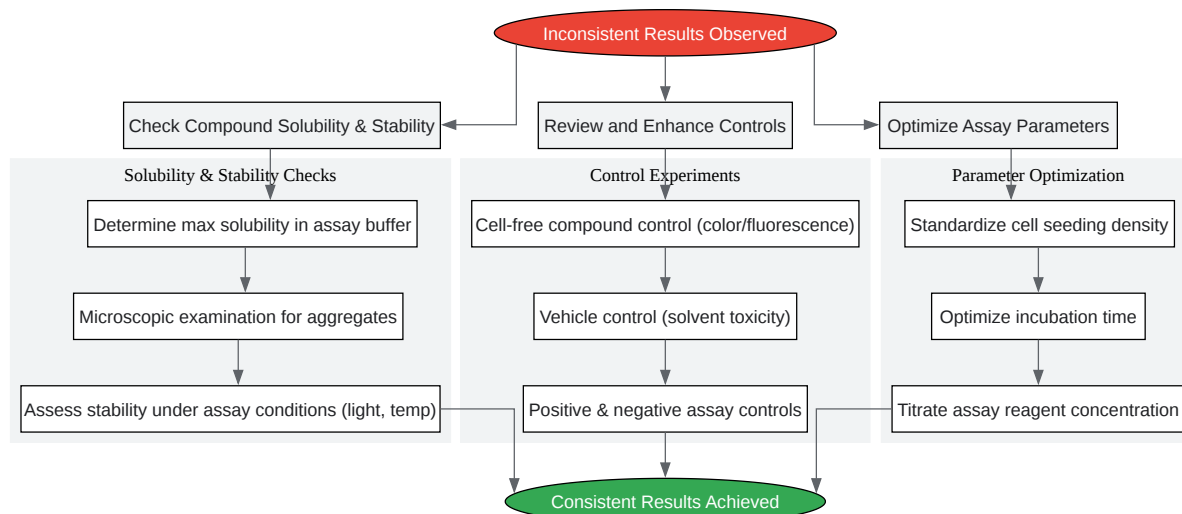 Inconsistent Results Observed
Check Compound Solubility & Stability
Review and Enhance Controls
Optimize Assay Parameters
Solubility & Stability Checks
Control Experiments
Parameter Optimization
Determine max solubility in assay buffer
Cell-free compound control (color/fluorescence)
Standardize cell seeding density
Microscopic examination for aggregates
Vehicle control (solvent toxicity)
Optimize incubation time
Assess stability under assay conditions (light, temp)
Positive & negative assay controls
Titrate assay reagent concentration
Consistent Results Achieved